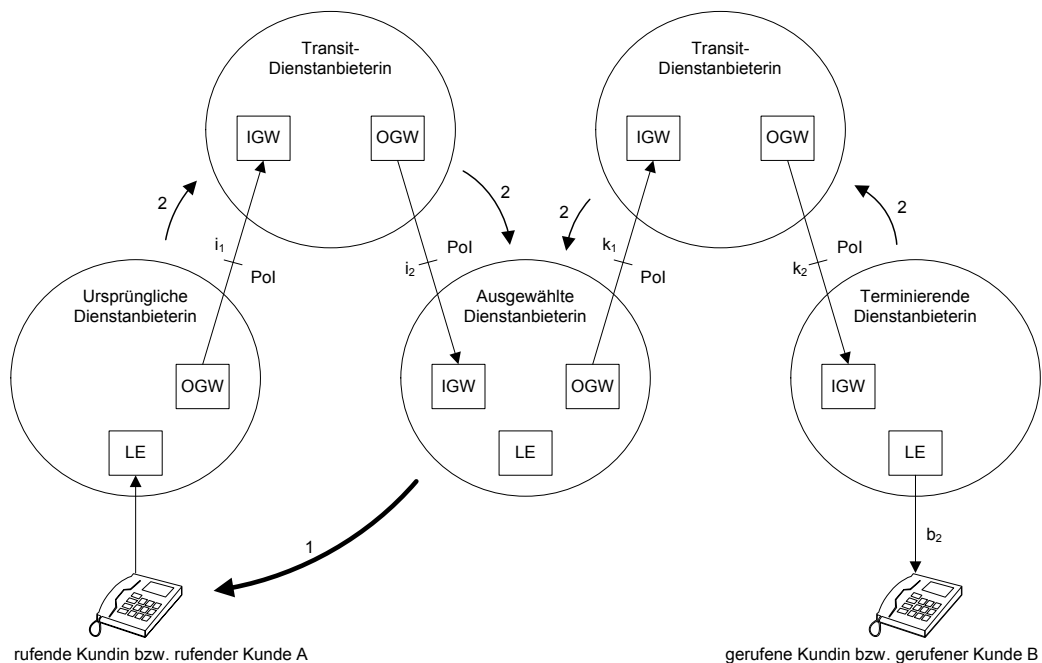 Transit-
Dienstanbieterin
Transit-
Dienstanbieterin
IGW
OGW
IGW
OGW
2
2
2
2
i1
PoI
i2
PoI
k1
PoI
k2
PoI
Ursprüngliche
Dienstanbieterin
Ausgewählte
Dienstanbieterin
Terminierende
Dienstanbieterin
OGW
IGW
OGW
IGW
LE
LE
LE
1
b2
rufende Kundin bzw. rufender Kunde A
gerufene Kundin bzw. gerufener Kunde B